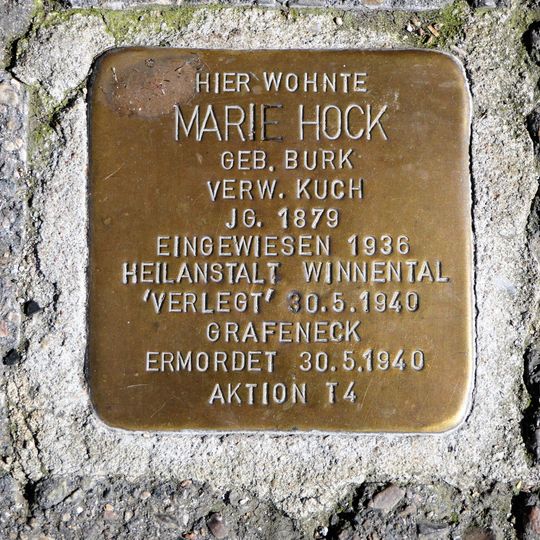 HIER WOHNTE
MARIE HOCK
GEB. BURK
VERW. KUCH
JG. 1879
EINGEWIESEN 1936
HEILANSTALT WINNENTAL
'VERLEGT' 30.5.1940
GRAFENECK
ERMORDET 30.5.1940
AKTION T4